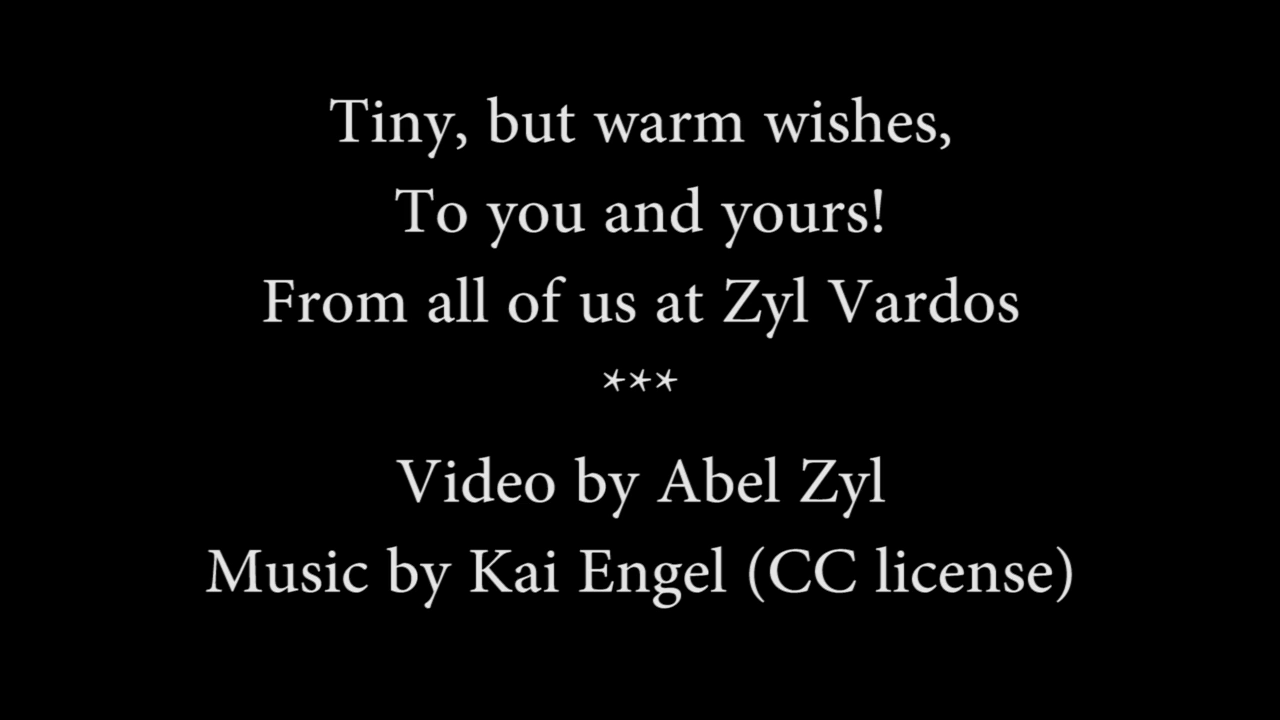 Tiny, but warm wishes,
To you and yours!
From all of us at Zyl Vardos
***
Video by Abel Zyl
Music by Kai Engel (CC license)